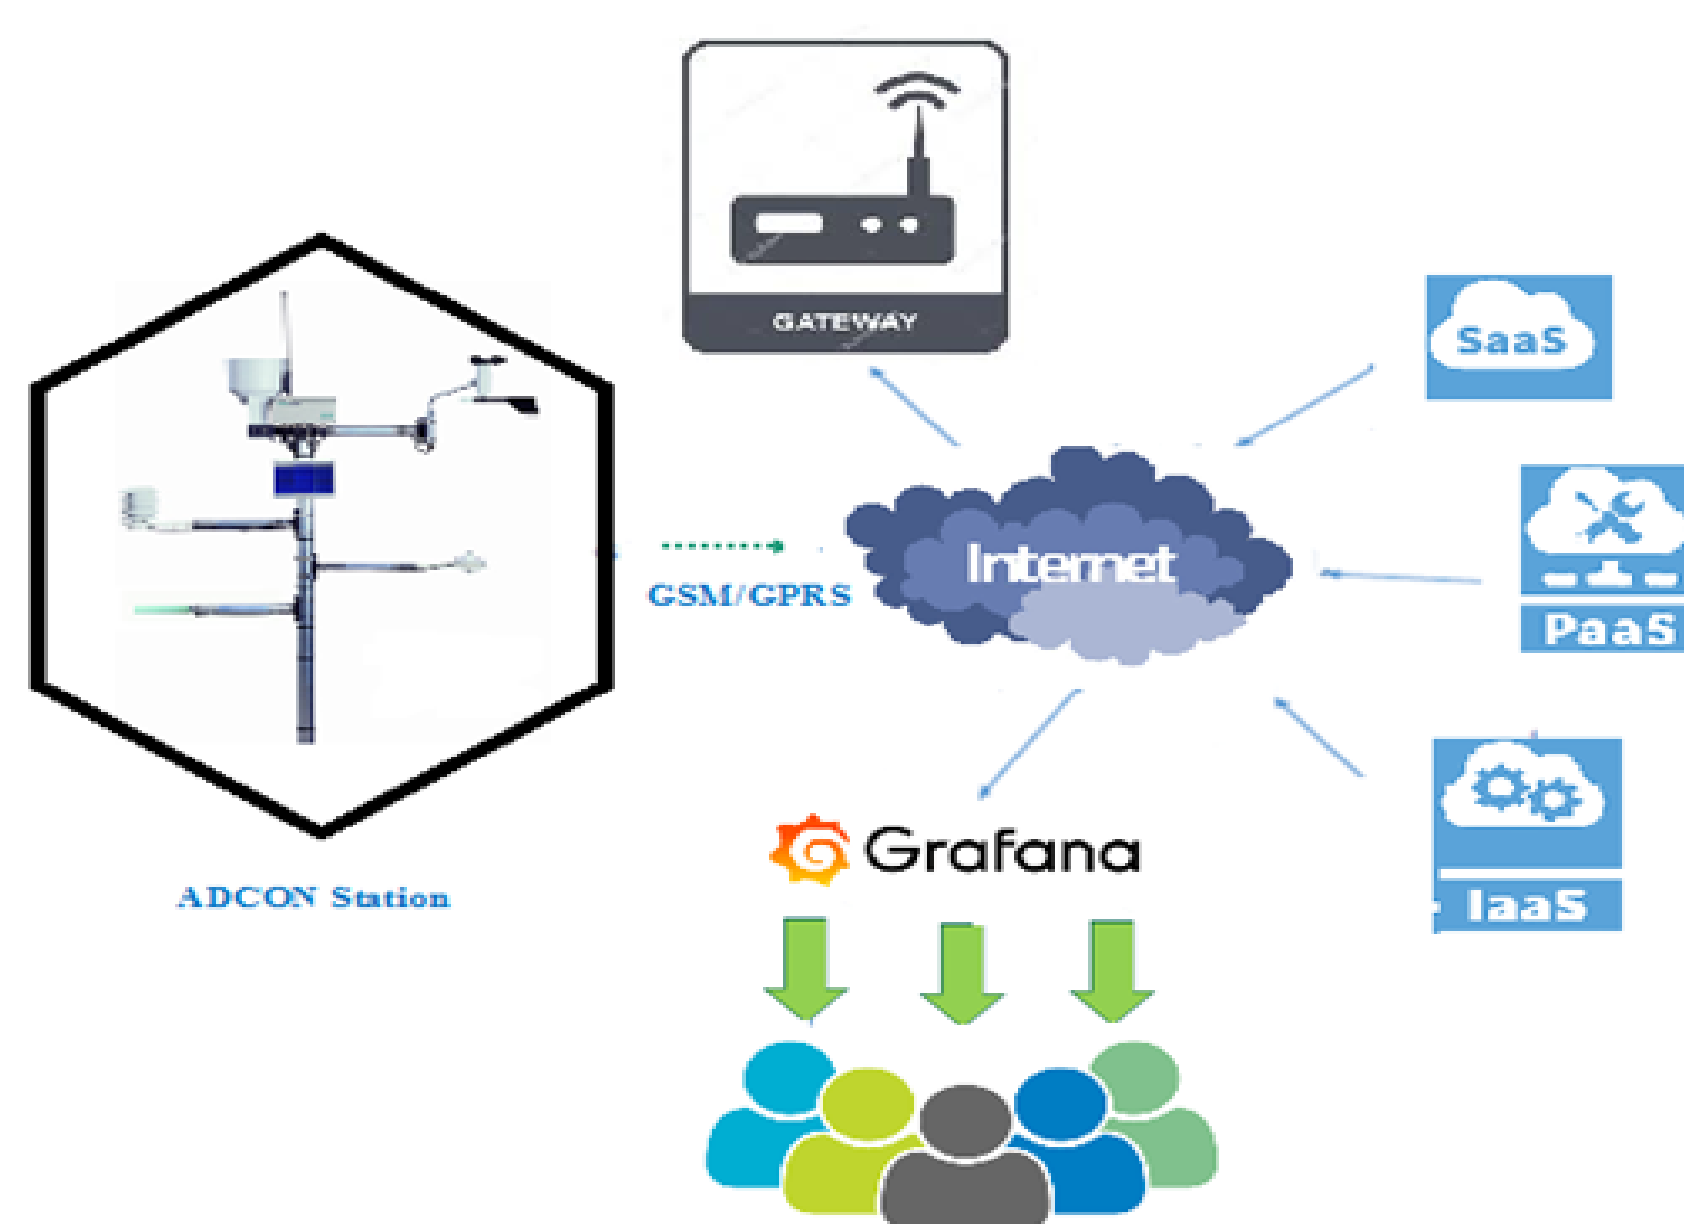 GATEWAY
SaaS
Internet
GSM/GPRS
PaaS
Grafana
ADCON Station
IaaS